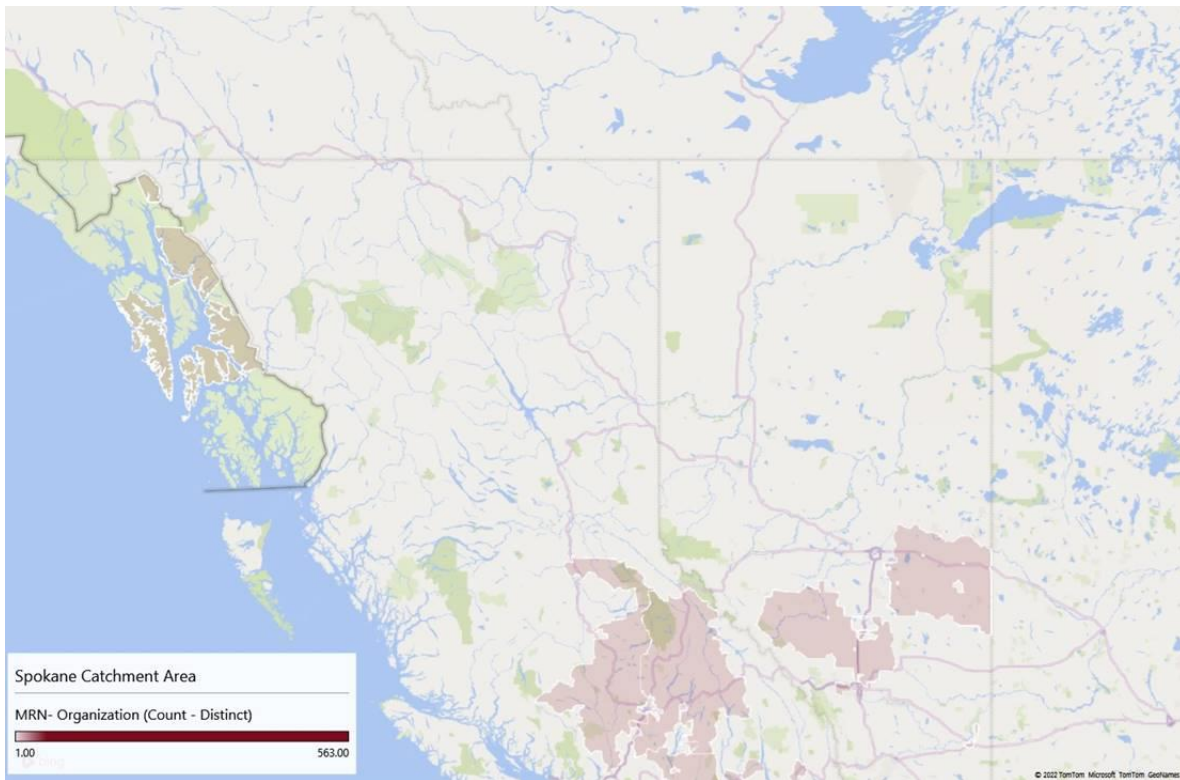 Spokane Catchment Area
MRN- Organization (Count - Distinct)
1.00 563.00
© 2022 TomTom Microsoft TomTom GeoNames